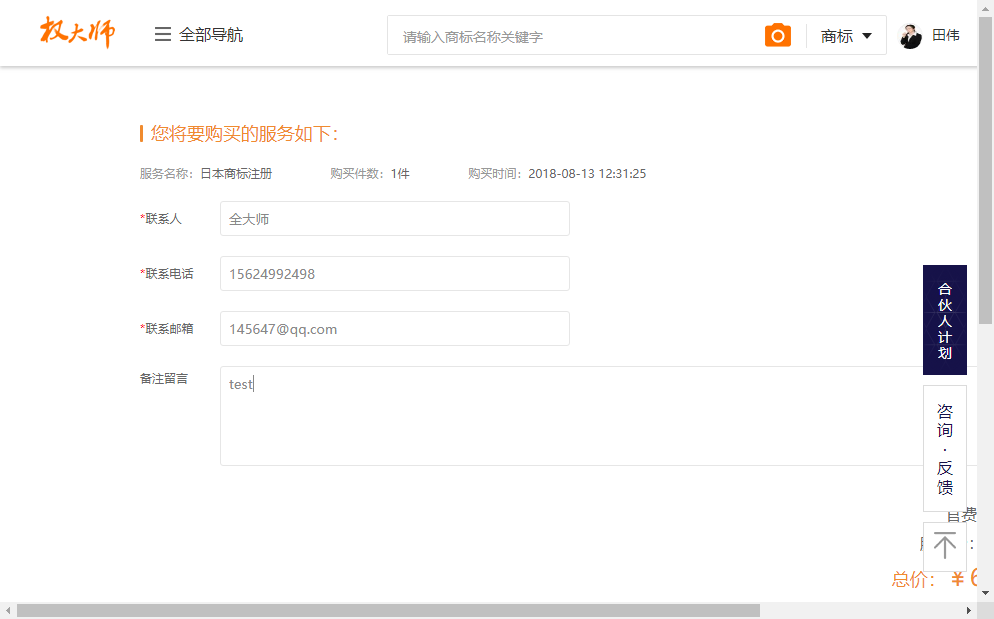 权大师
全部导航
请输入商标名称关键字
商标
田伟
您将要购买的服务如下：
服务名称：日本商标注册 购买件数：1件 购买时间：2018-08-13 12:31:25
*联系人 全大师
*联系电话 15624992498
*联系邮箱 145647@qq.com
备注留言 test
合伙人计划
咨询·反馈
官费
总价：￥6